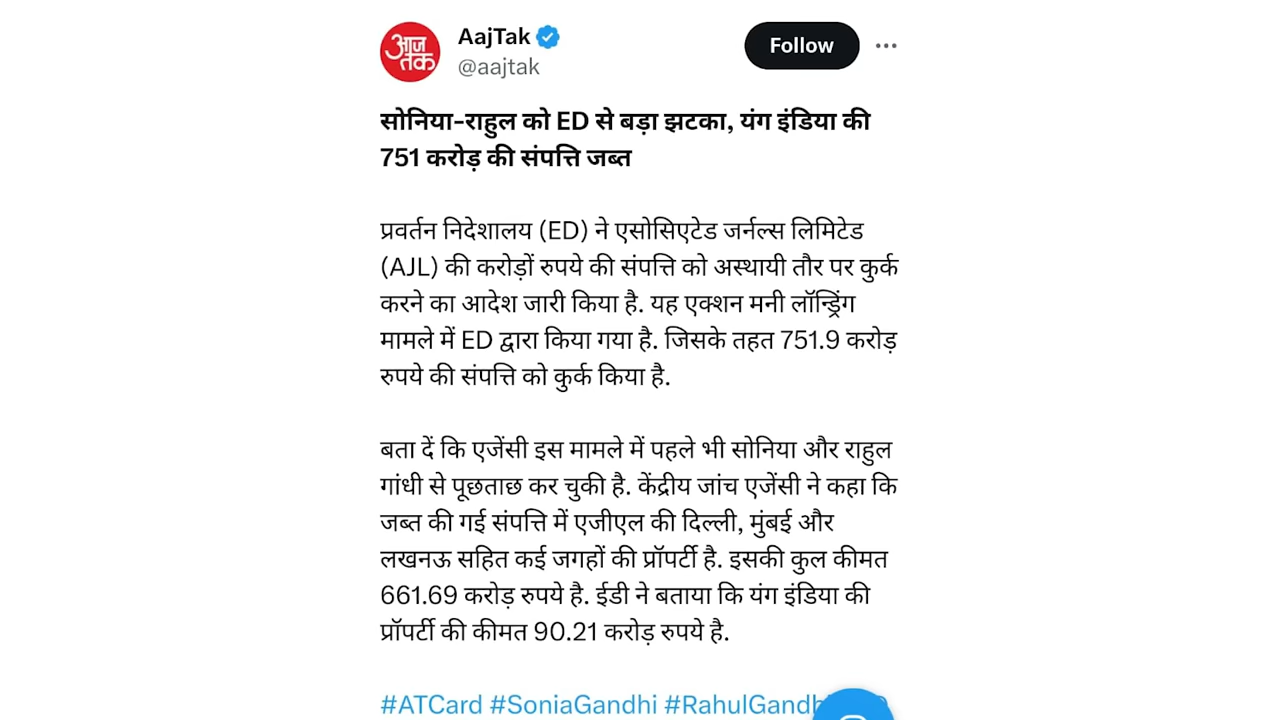 आज
तक
AajTak
@aajtak
Follow
सोनिया-राहुल को ED से बड़ा झटका, यंग इंडिया की
751 करोड़ की संपत्ति जब्त
प्रवर्तन निदेशालय (ED) ने एसोसिएटेड जर्नल्स लिमिटेड
(AJL) की करोड़ों रुपये की संपत्ति को अस्थायी तौर पर कुर्क
करने का आदेश जारी किया है. यह एक्शन मनी लॉन्ड्रिंग
मामले में ED द्वारा किया गया है. जिसके तहत 751.9 करोड़
रुपये की संपत्ति को कुर्क किया है.
बता दें कि एजेंसी इस मामले में पहले भी सोनिया और राहुल
गांधी से पूछताछ कर चुकी है. केंद्रीय जांच एजेंसी ने कहा कि
जब्त की गई संपत्ति में एजीएल की दिल्ली, मुंबई और
लखनऊ सहित कई जगहों की प्रॉपर्टी है. इसकी कुल कीमत
661.69 करोड़ रुपये है. ईडी ने बताया कि यंग इंडिया की
प्रॉपर्टी की कीमत 90.21 करोड़ रुपये है.
#ATCard #SoniaGandhi